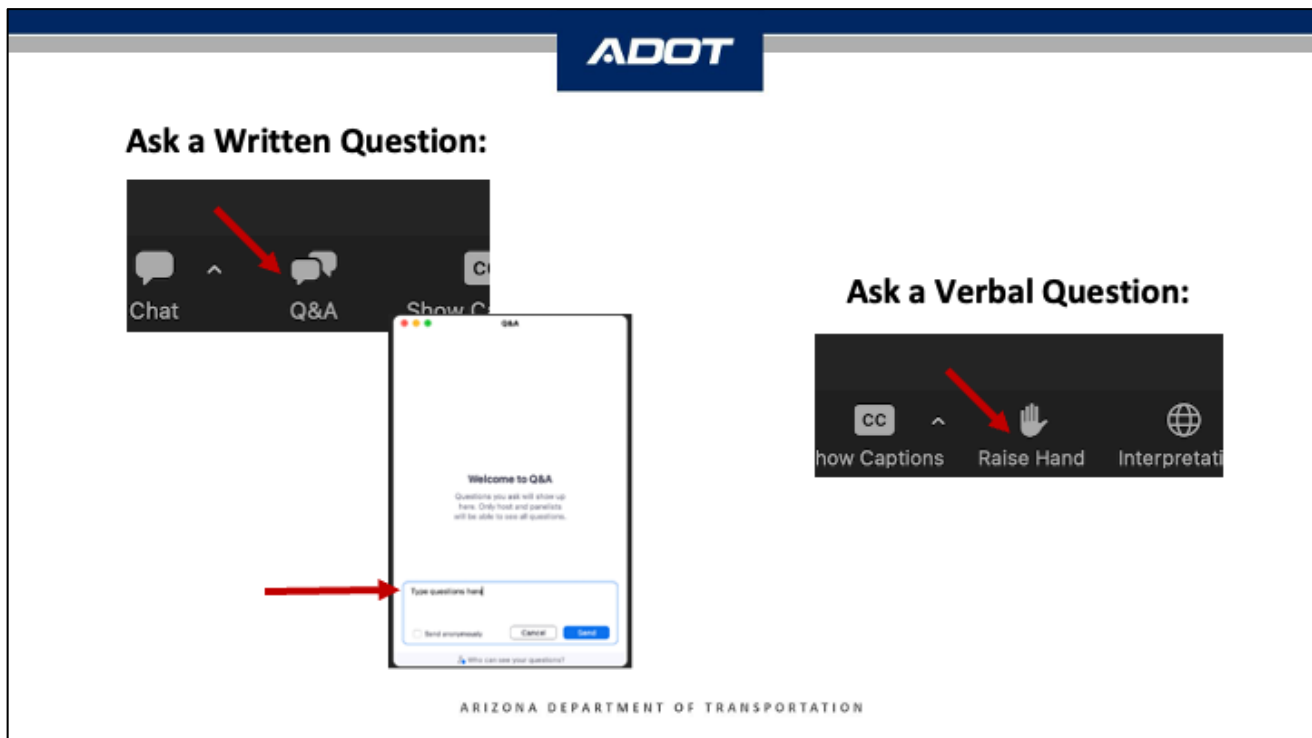 ADOT
Ask a Written Question:
Chat
Q&A
CC
Show C
Q&A
Welcome to Q&A
Questions you ask will show up
here. Only host and panelists
will be able to see all questions.
Type questions here
Send anonymously
Cancel
Send
Who can see your questions?
Ask a Verbal Question:
CC
how Captions
Raise Hand
Interpretati
ARIZONA DEPARTMENT OF TRANSPORTATION